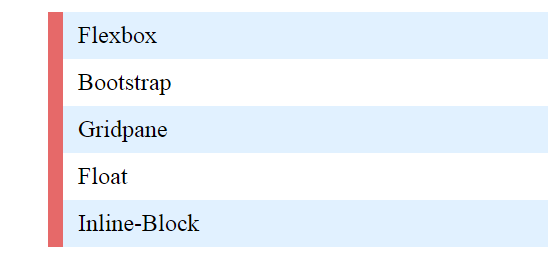 Flexbox
Bootstrap
Gridpane
Float
Inline-Block